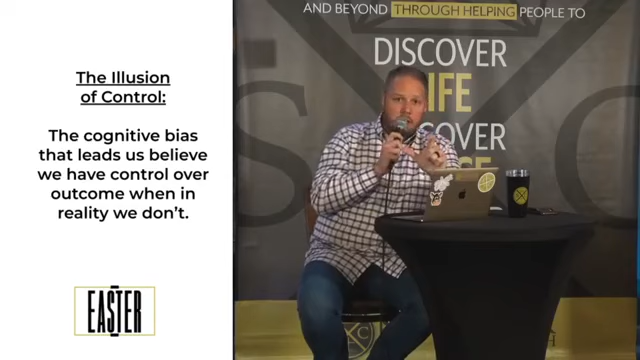 The Illusion
of Control:
The cognitive bias
that leads us believe
we have control over
outcome when in
reality we don't.
EASTER
AND BEYOND THROUGH HELPING PEOPLE TO
DISCOVER